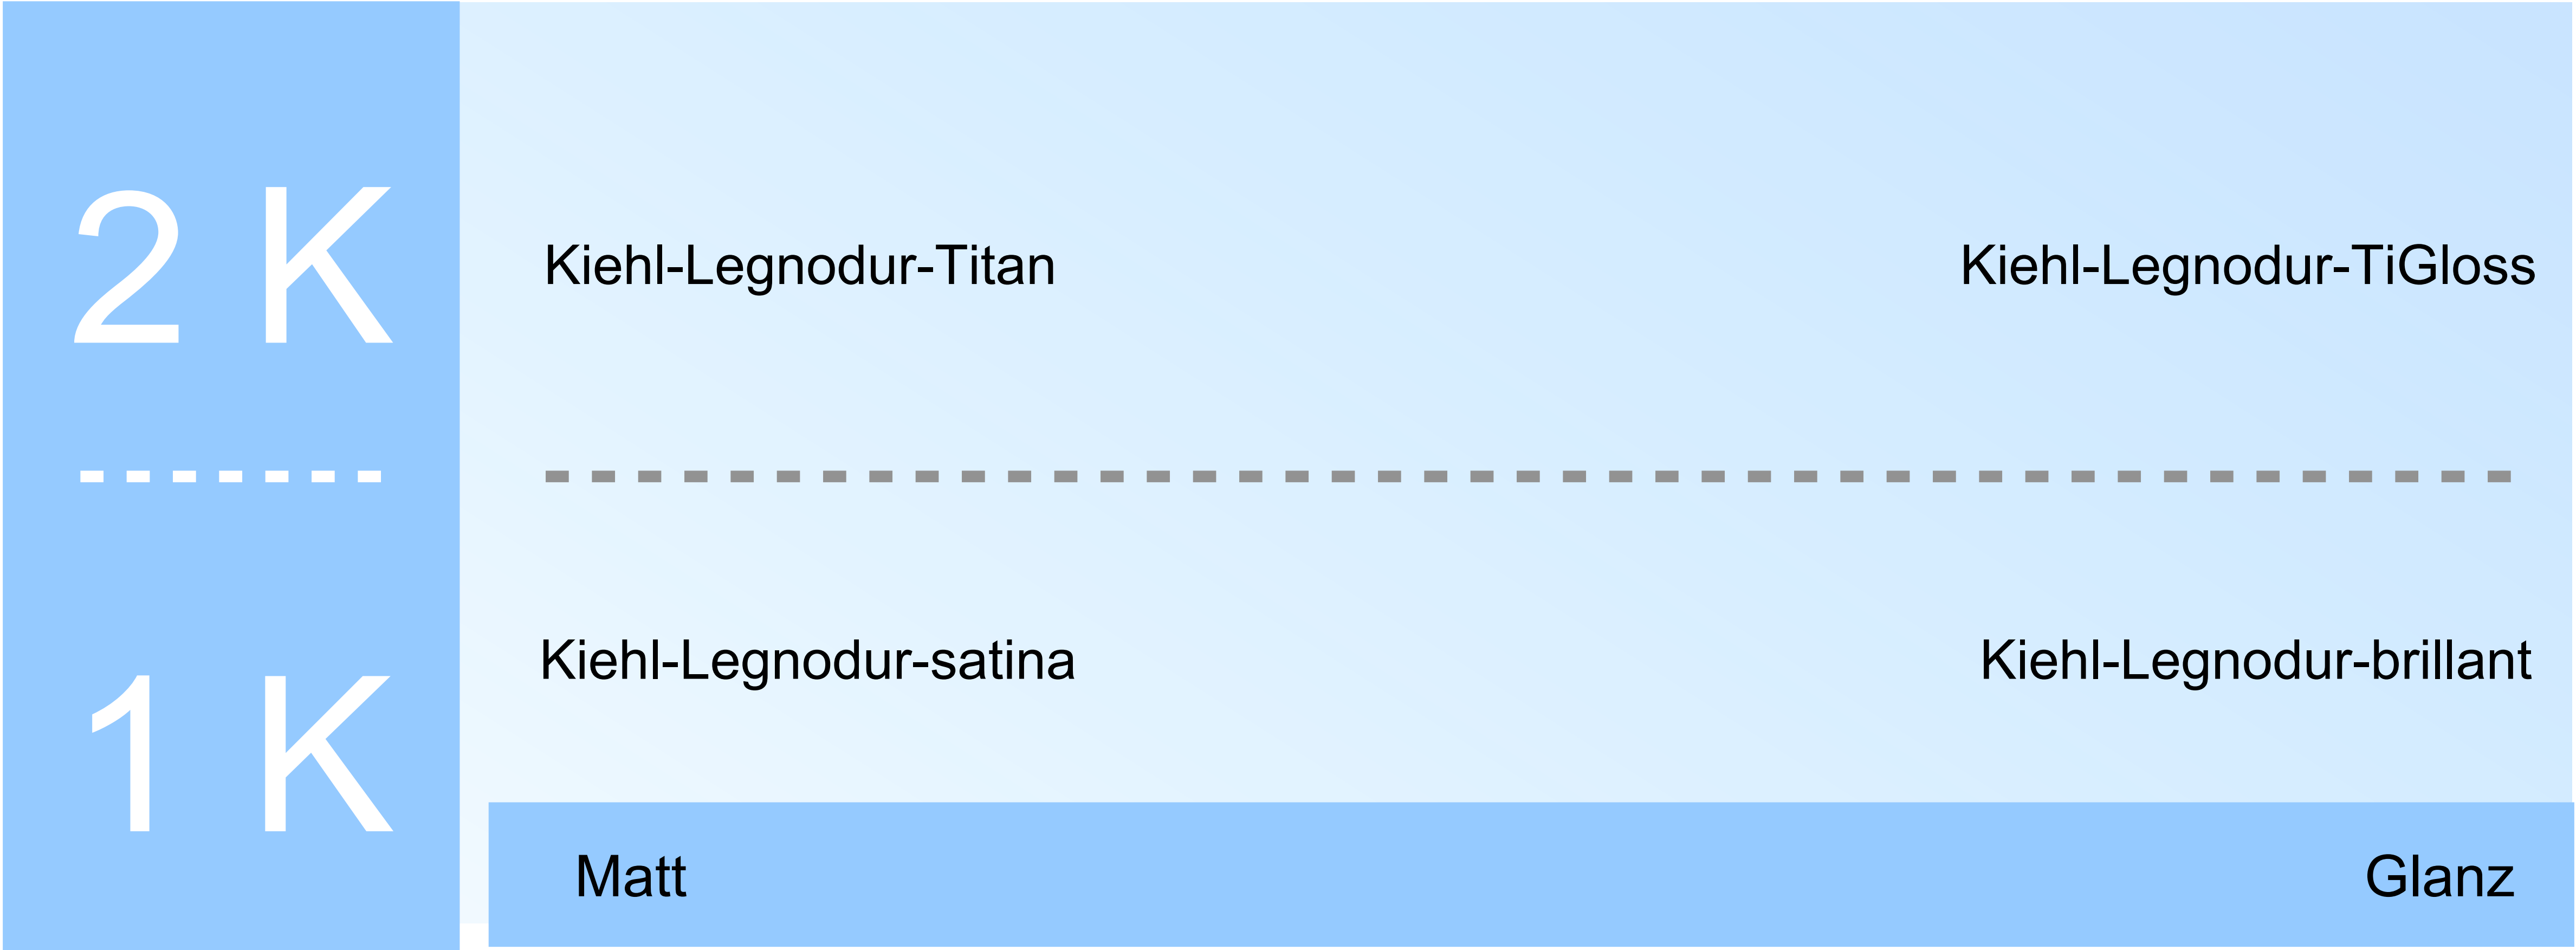 2 K
Kiehl-Legnodur-Titan
Kiehl-Legnodur-TiGloss
1 K
Kiehl-Legnodur-satina
Kiehl-Legnodur-brillant
Matt
Glanz